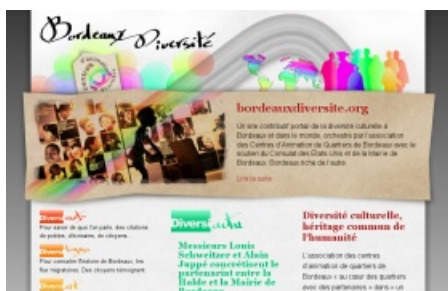 Bordeaux Diversité
bordeauxdiversite.org
Un site contributif portail de la diversité culturelle à
Bordeaux et dans le monde, orchestré par l'association
des Centres d'Animation de Quartiers de Bordeaux avec le
soutien du Consulat des États Unis et de la Mairie de
Bordeaux. Bordeaux riche de l'autre.
Lire la suite
Pour savoir de quoi l'on parle, des citations
de poètes, d'écrivains, de citoyens.
Pour connaître l'histoire de Bordeaux, les
flux migratoires. Des citoyens témoignent.
Messieurs Louis
Schweitzer et Alain
Juppé concrétisent le
partenariat entre la
Halde et la Mairie de
Bordeaux
Diversité culturelle,
héritage commun de
l'humanité
L'association des centres
d'animation de quartiers de
Bordeaux « au cœur des quartiers
avec des partenaires » dans « un